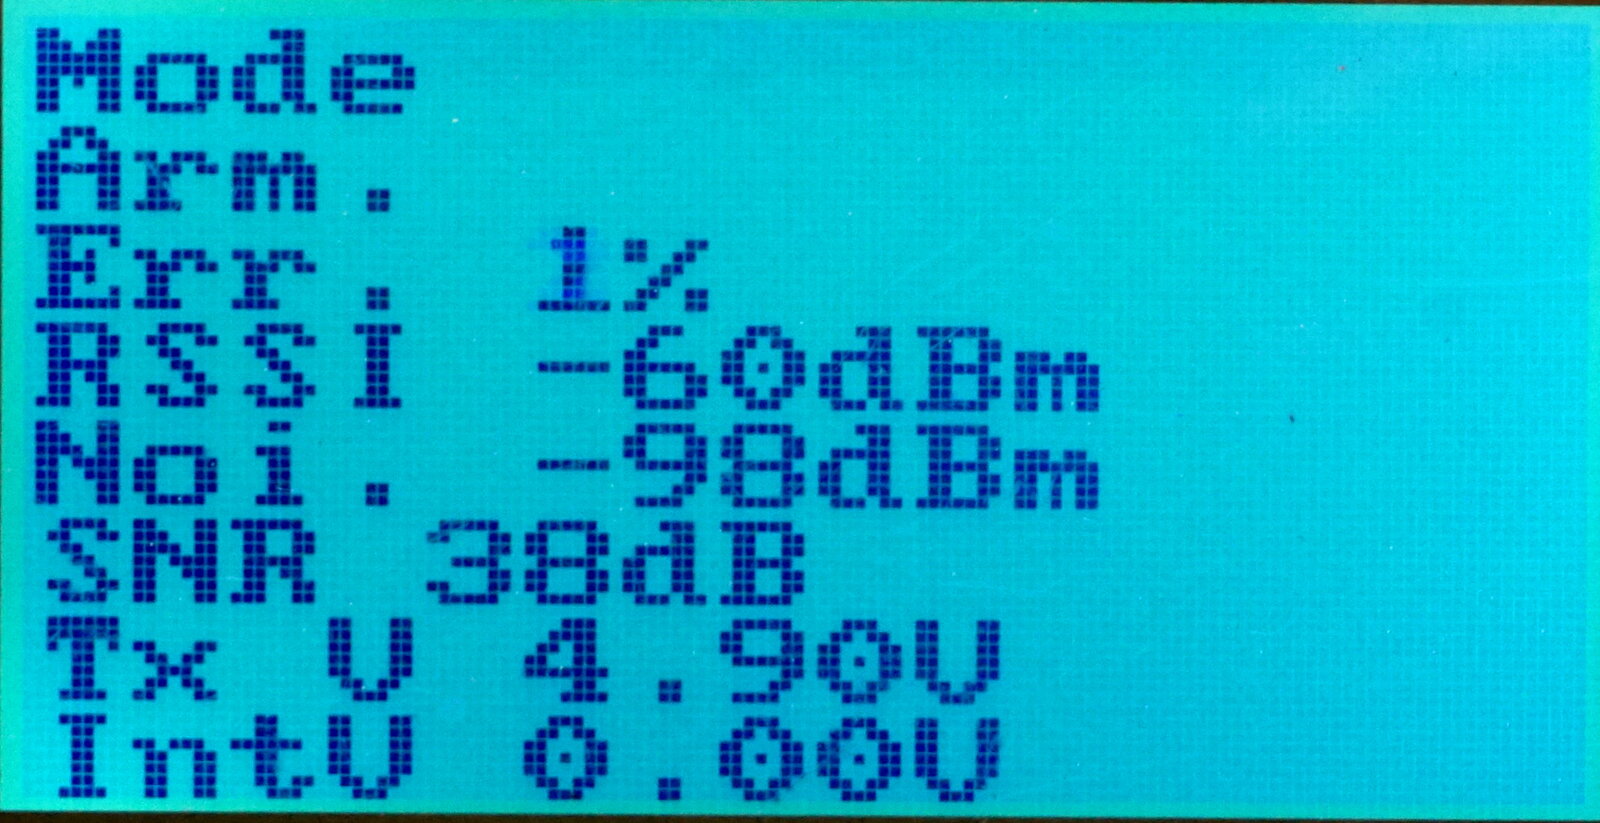 Mode
Arm.
Err. 1%
RSSI -60dBm
Noi. -98dBm
SNR 38dB
Tx V 4.90V
IntV 0.00V